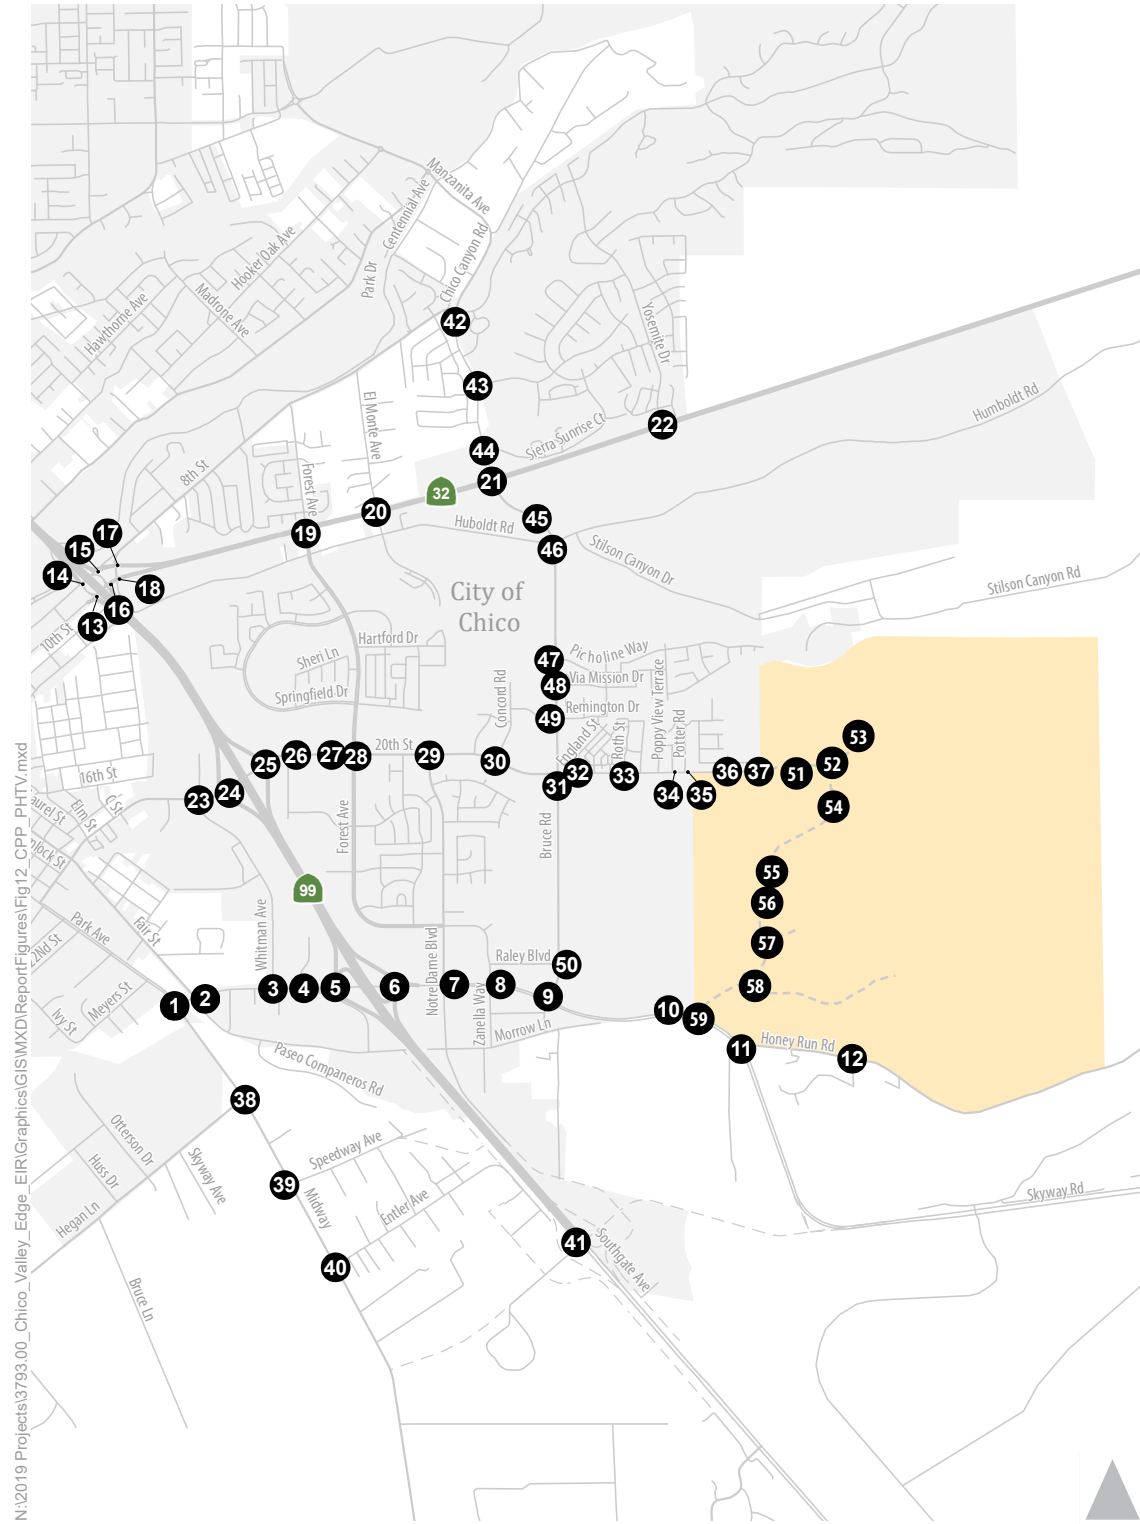 Manzanita Ave
Centennial Ave
Hooker Oak Ave
Chico Canyon Rd
Park Dr
Madrone Ave
Hawthorne Ave
42
Yosemite Dr
43
El Monte Ave
Humboldt Rd
22
Sierra Sunrise Ct
44
8th St
Forest Ave
21
32
20
45
Huboldt Rd
17
19
15
46
Stilson Canyon Dr
14
18
Stilson Canyon Rd
16
City of
Chico
13
10th St
Hartford Dr
Sheri Ln
47
Picholine Way
Springfield Dr
Concord Rd
48
Via Mission Dr
Poppy View Terrace
49
Remington Dr
England St
Roth St
Potter Rd
53
20th St
25
26
27
28
29
30
31
32
33
34
35
36
37
51
52
16th St
23
24
54
aurel St
Elm St
C St
Forest Ave
Bruce Rd
nlock St
55
99
56
Whitman Ave
Park Ave
Fair St
57
22Nd St
Notre Dame Blvd
Raley Blvd
50
Meyers St
Ivy St
1
2
3
4
5
6
7
8
9
58
Zanella Way
Morrow Ln
10
59
11
Honey Run Rd
12
Paseo Companeros Rd
38
Otterson Dr
Huss Dr
Skyway Ave
Speedway Ave
39
Midway
Entler Ave
Hegan Ln
Skyway Rd
41
Southgate Ave
40
Bruce Ln
N:\2019 Projects\3793.00_Chico_Valley_Edge_EIR\Graphics\GIS\MXD\ReportFigures\Fig12_CPP_PHTV.mxd